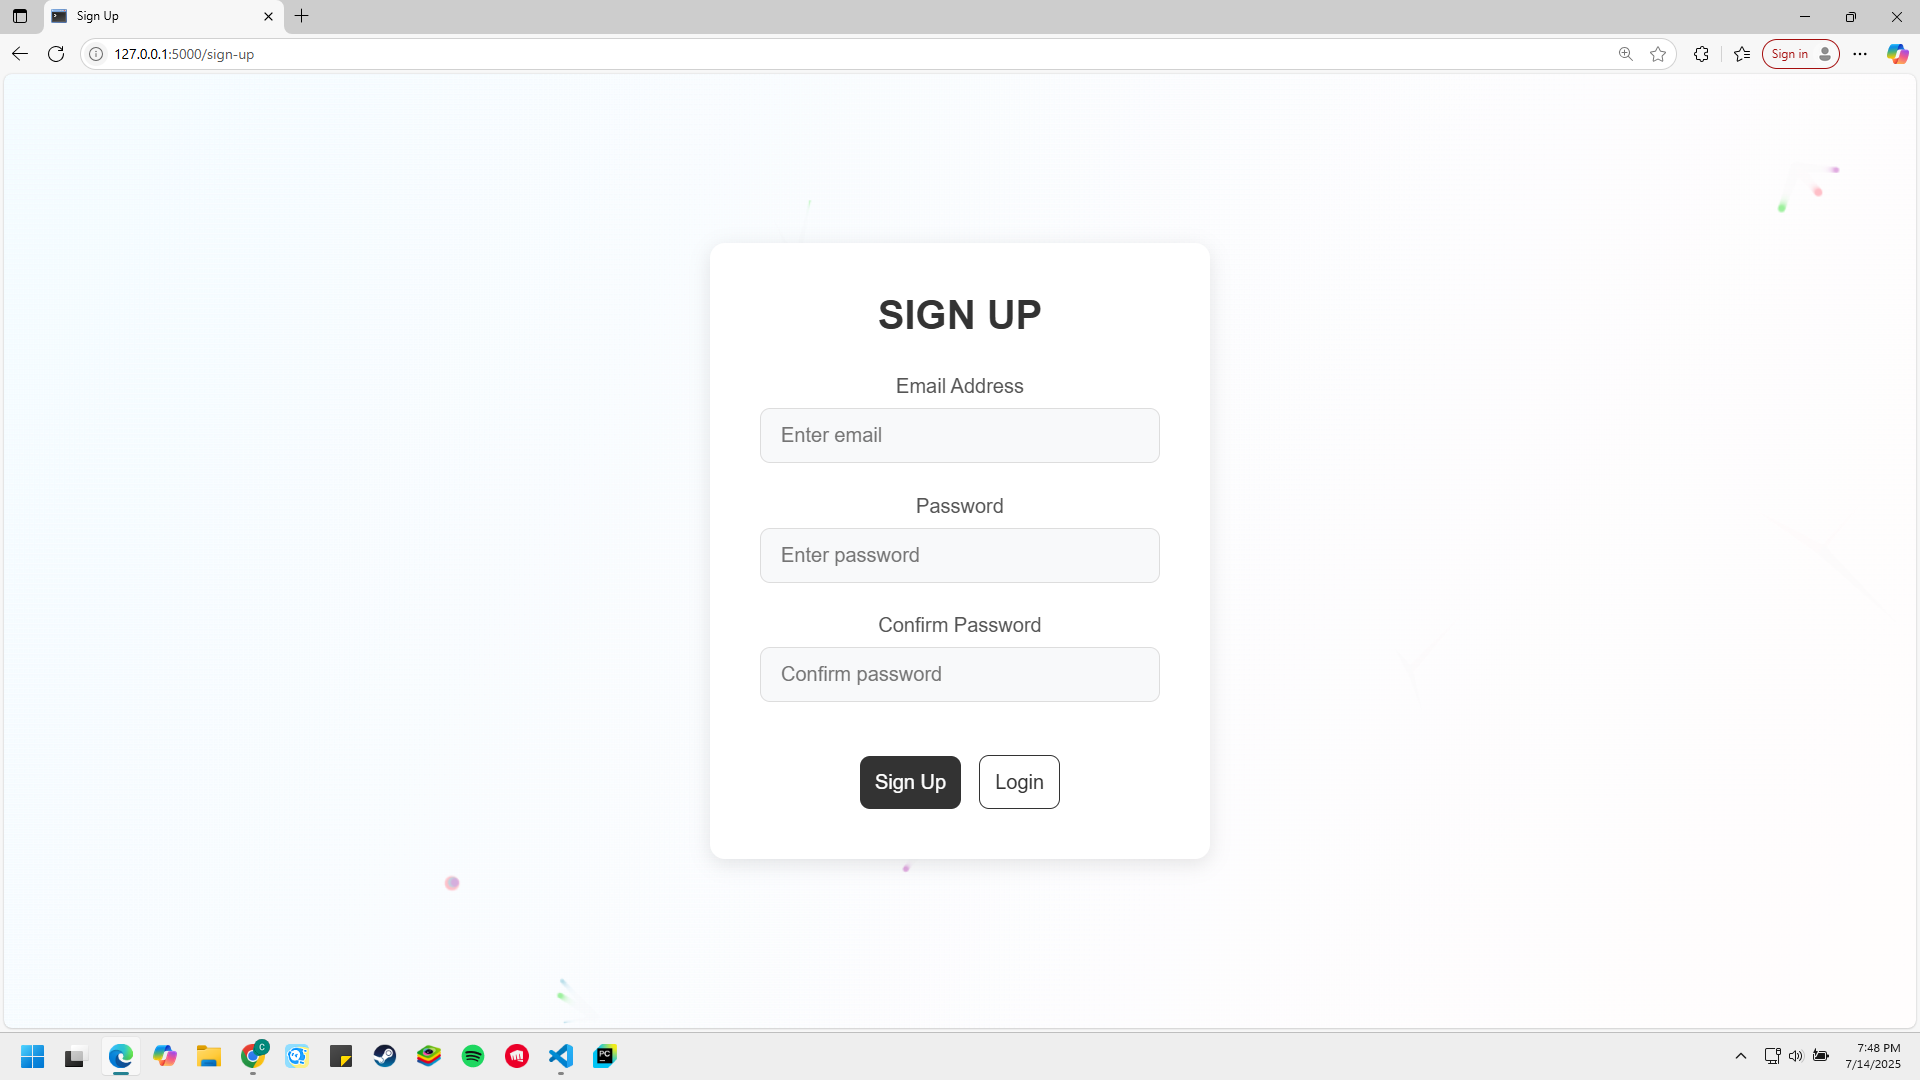 Sign Up
127.0.0.1:5000/sign-up
Sign in
SIGN UP
Email Address
Enter email
Password
Enter password
Confirm Password
Confirm password
Sign Up
Login
C
PC
7:48 PM
7/14/2025